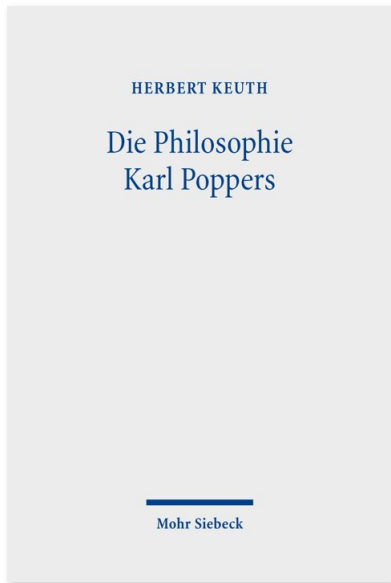 HERBERT KEUTH
Die Philosophie
Karl Poppers
Mohr Siebeck